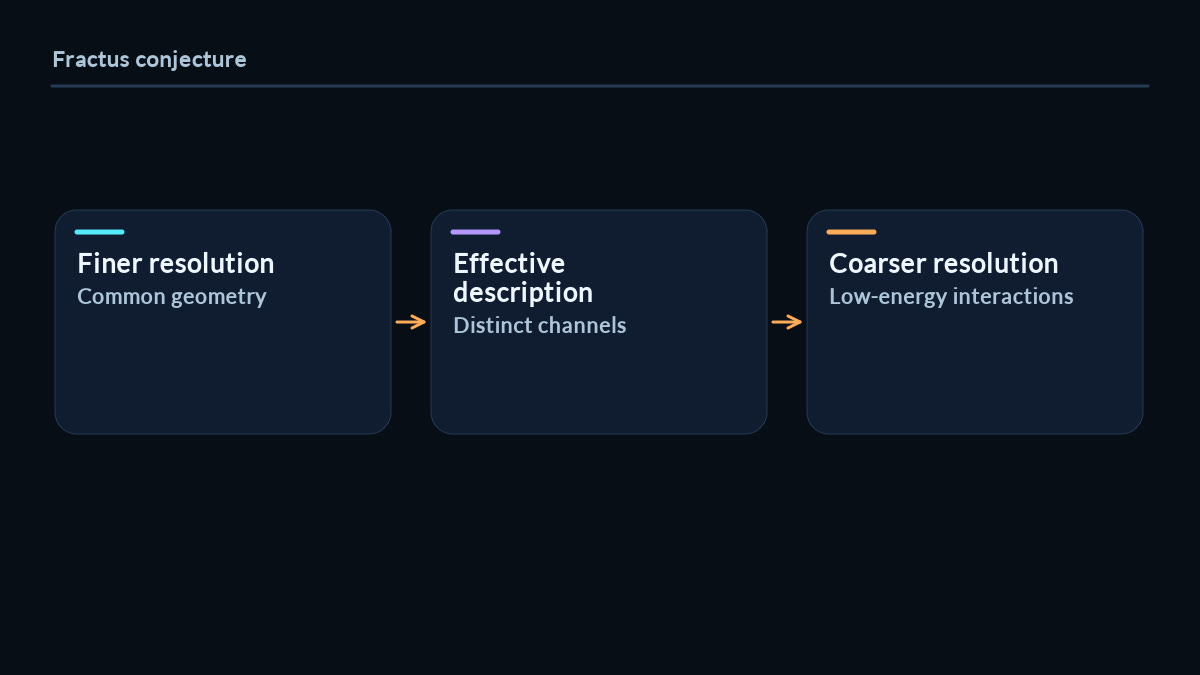 Fractus conjecture
Finer resolution
Common geometry
Effective
description
Distinct channels
Coarser resolution
Low-energy interactions